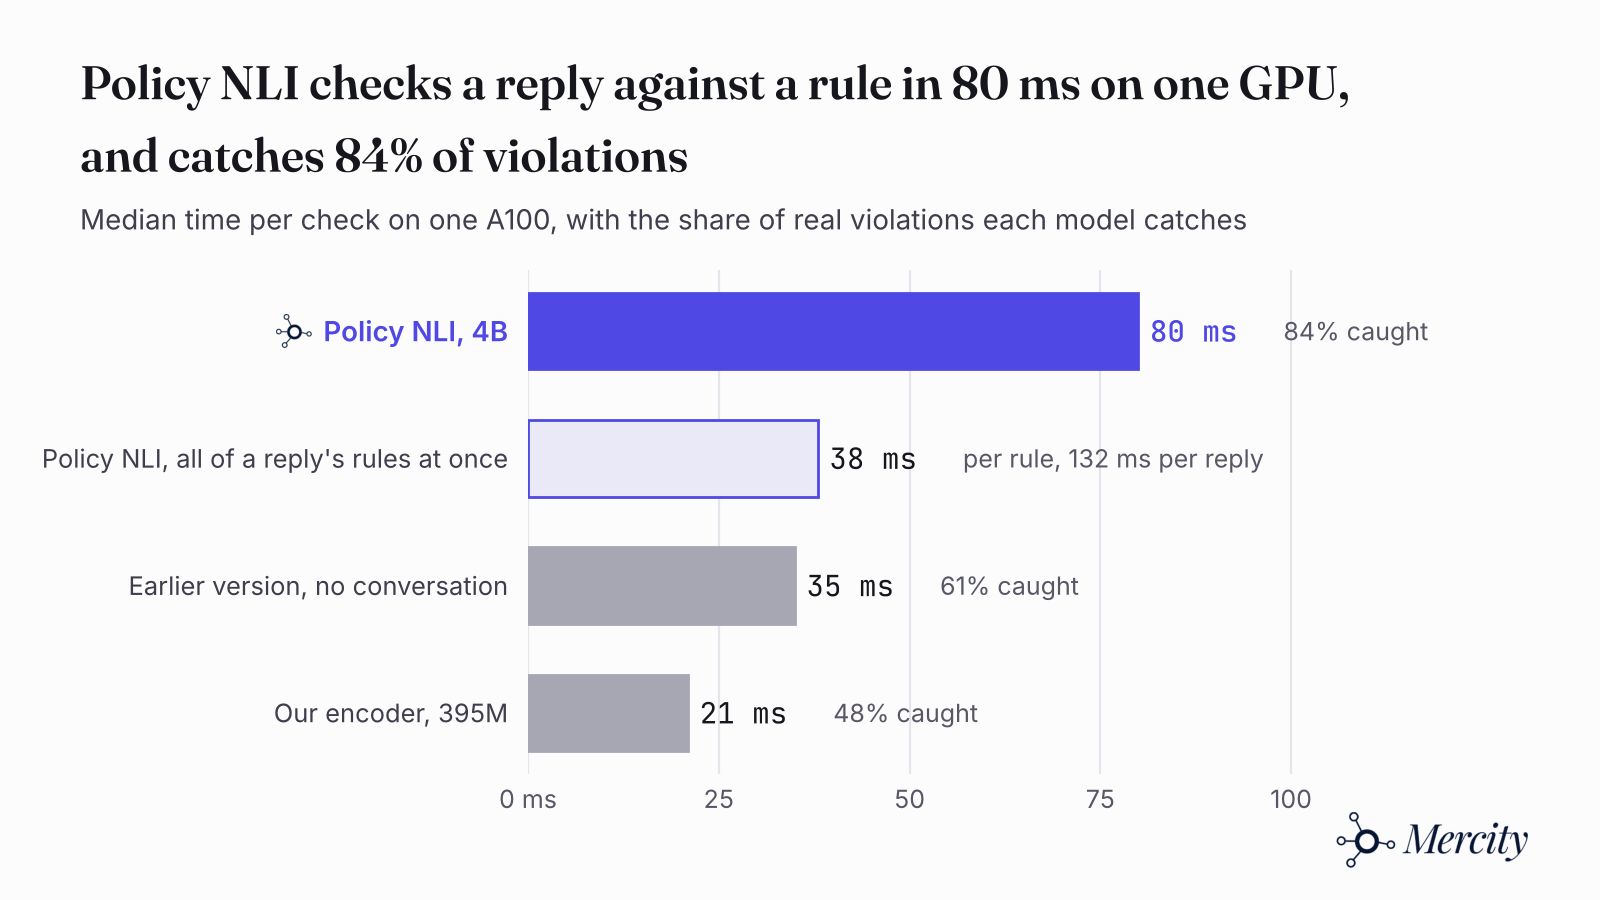 Policy NLI checks a reply against a rule in 80 ms on one GPU,
and catches 84% of violations
Median time per check on one A100, with the share of real violations each model catches
Policy NLI, 4B 80 ms 84% caught
Policy NLI, all of a reply's rules at once 38 ms per rule, 132 ms per reply
Earlier version, no conversation 35 ms 61% caught
Our encoder, 395M 21 ms 48% caught
0 ms 25 50 75 100
Mercity